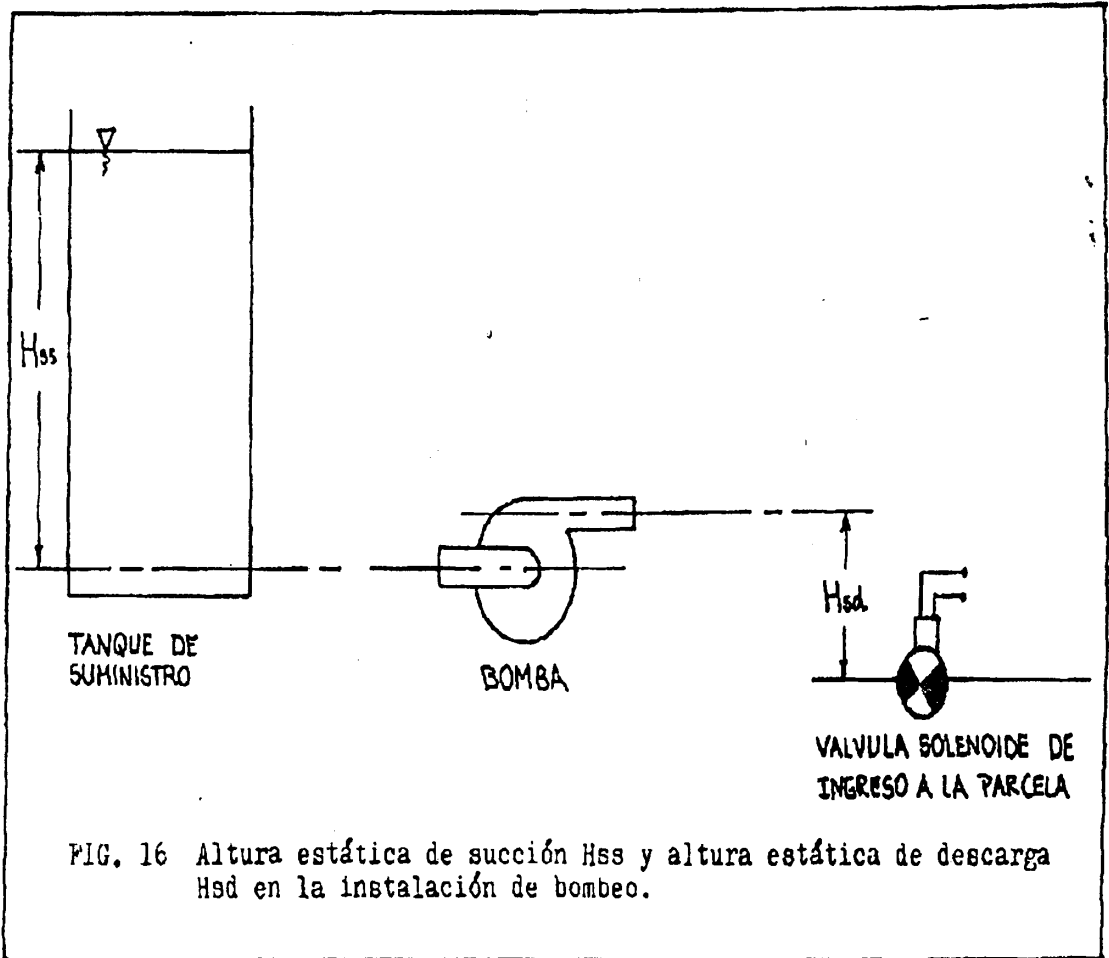 Hss
Hsd
TANQUE DE
SUMINISTRO
BOMBA
VALVULA SOLENOIDE DE
INGRESO A LA PARCELA
FIG. 16 Altura estática de succión Hss y altura estática de descarga
Hsd en la instalación de bombeo.